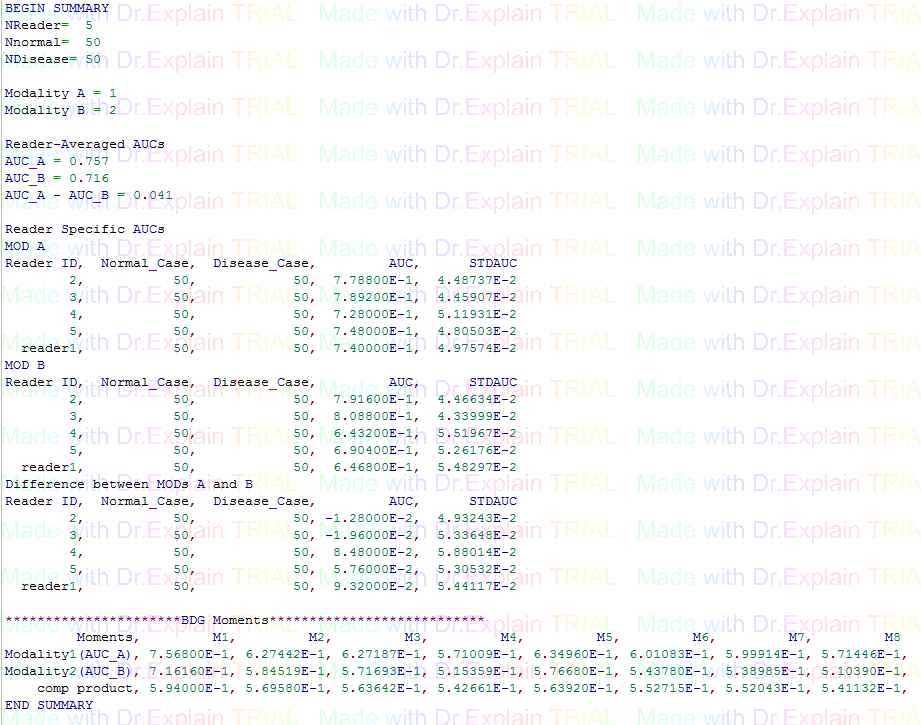 BEGIN SUMMARY
NReader=  5
Nnormal=  50
NDisease= 50

Modality A = 1
Modality B = 2

Reader-Averaged AUCs
AUC_A = 0.757
AUC_B = 0.716
AUC_A - AUC_B = 0.041

Reader Specific AUCs
MOD A
Reader ID,  Normal_Case,  Disease_Case,         AUC,      STDAUC
2,           50,            50,  7.78800E-1,  4.48737E-2
3,           50,            50,  7.89200E-1,  4.45907E-2
4,           50,            50,  7.28000E-1,  5.11931E-2
5,           50,            50,  7.48000E-1,  4.80503E-2
reader1,           50,            50,  7.40000E-1,  4.97574E-2
MOD B
Reader ID,  Normal_Case,  Disease_Case,         AUC,      STDAUC
2,           50,            50,  7.91600E-1,  4.46634E-2
3,           50,            50,  8.08800E-1,  4.33999E-2
4,           50,            50,  6.43200E-1,  5.51967E-2
5,           50,            50,  6.90400E-1,  5.26176E-2
reader1,           50,            50,  6.46800E-1,  5.48297E-2
Difference between MODs A and B
Reader ID,  Normal_Case,  Disease_Case,         AUC,      STDAUC
2,           50,            50, -1.28000E-2,  4.93243E-2
3,           50,            50, -1.96000E-2,  5.33648E-2
4,           50,            50,  8.48000E-2,  5.88014E-2
5,           50,            50,  5.76000E-2,  5.30532E-2
reader1,           50,            50,  9.32000E-2,  5.44117E-2

**********************BDG Moments***************************
Moments,         M1,         M2,         M3,         M4,         M5,         M6,         M7,         M8
Modality1(AUC_A), 7.56800E-1, 6.27442E-1, 6.27187E-1, 5.71009E-1, 6.34960E-1, 6.01083E-1, 5.99914E-1, 5.71446E-1,
Modality2(AUC_B), 7.16160E-1, 5.84519E-1, 5.71693E-1, 5.15359E-1, 5.76680E-1, 5.43780E-1, 5.38985E-1, 5.10390E-1,
comp product, 5.94000E-1, 5.69580E-1, 5.63642E-1, 5.42661E-1, 5.63920E-1, 5.52715E-1, 5.52043E-1, 5.41132E-1,
END SUMMARY
Made with Dr.Explain TRIAL